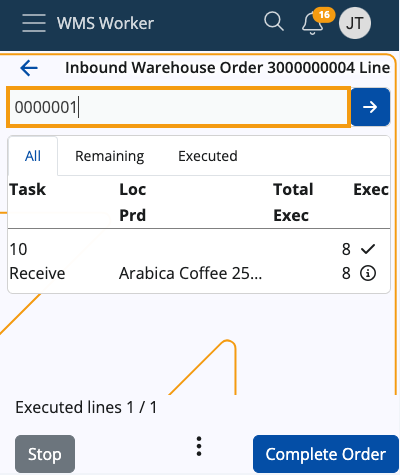 WMS Worker
16
JT
Inbound Warehouse Order 3000000004 Line
0000001
All Remaining Executed
Task Loc Total Exec
Prd Exec
10 8
Receive Arabica Coffee 25... 8
Executed lines 1 / 1
Stop Complete Order